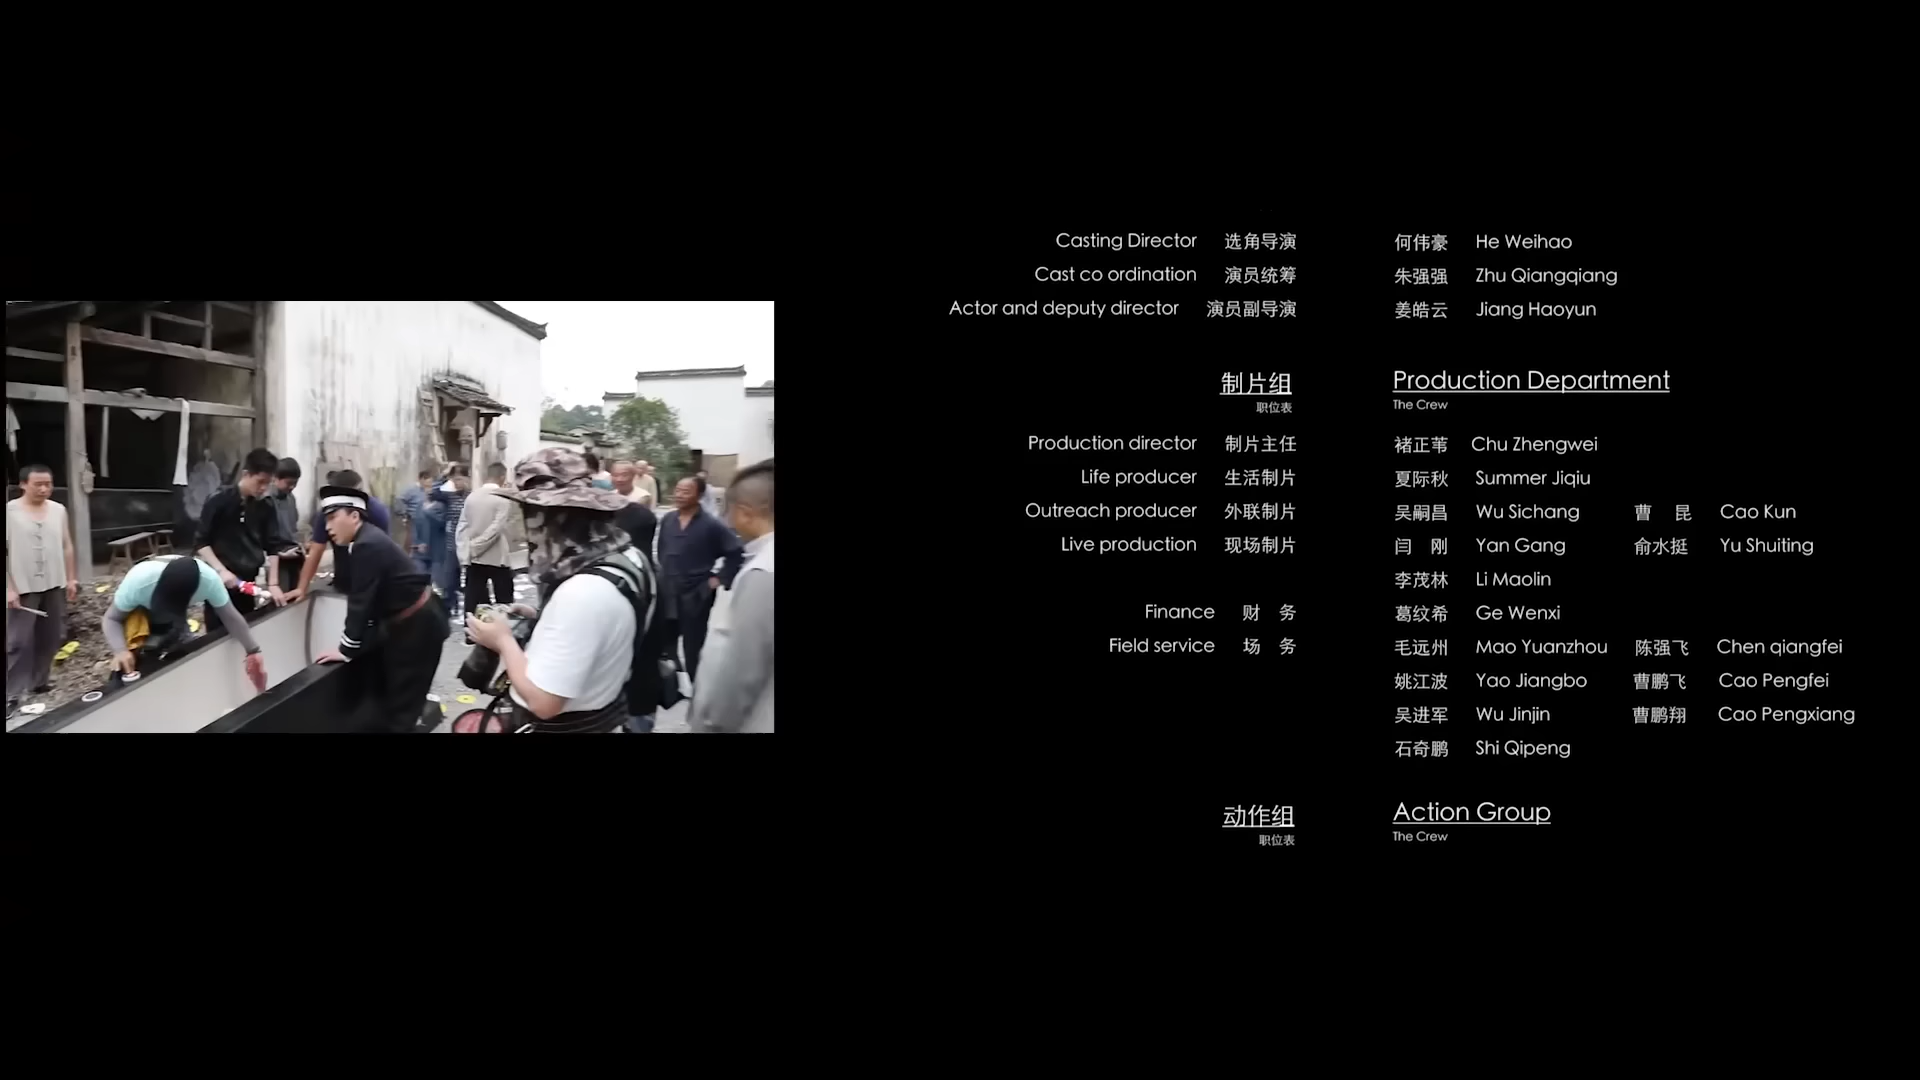 Casting Director 选角导演 何伟豪 He Weihao
Cast co ordination 演员统筹 朱强强 Zhu Qiangqiang
Actor and deputy director 演员副导演 姜皓云 Jiang Haoyun
制片组 Production Department
职位表 The Crew
Production director 制片主任 褚正苇 Chu Zhengwei
Life producer 生活制片 夏际秋 Summer Jiqiu
Outreach producer 外联制片 吴嗣昌 Wu Sichang 曹 昆 Cao Kun
Live production 现场制片 闫 刚 Yan Gang 俞水挺 Yu Shuiting
李茂林 Li Maolin
Finance 财 务 葛纹希 Ge Wenxi
Field service 场 务 毛远州 Mao Yuanzhou 陈强飞 Chen qiangfei
姚江波 Yao Jiangbo 曹鹏飞 Cao Pengfei
吴进军 Wu Jinjin 曹鹏翔 Cao Pengxiang
石奇鹏 Shi Qipeng
动作组 Action Group
职位表 The Crew